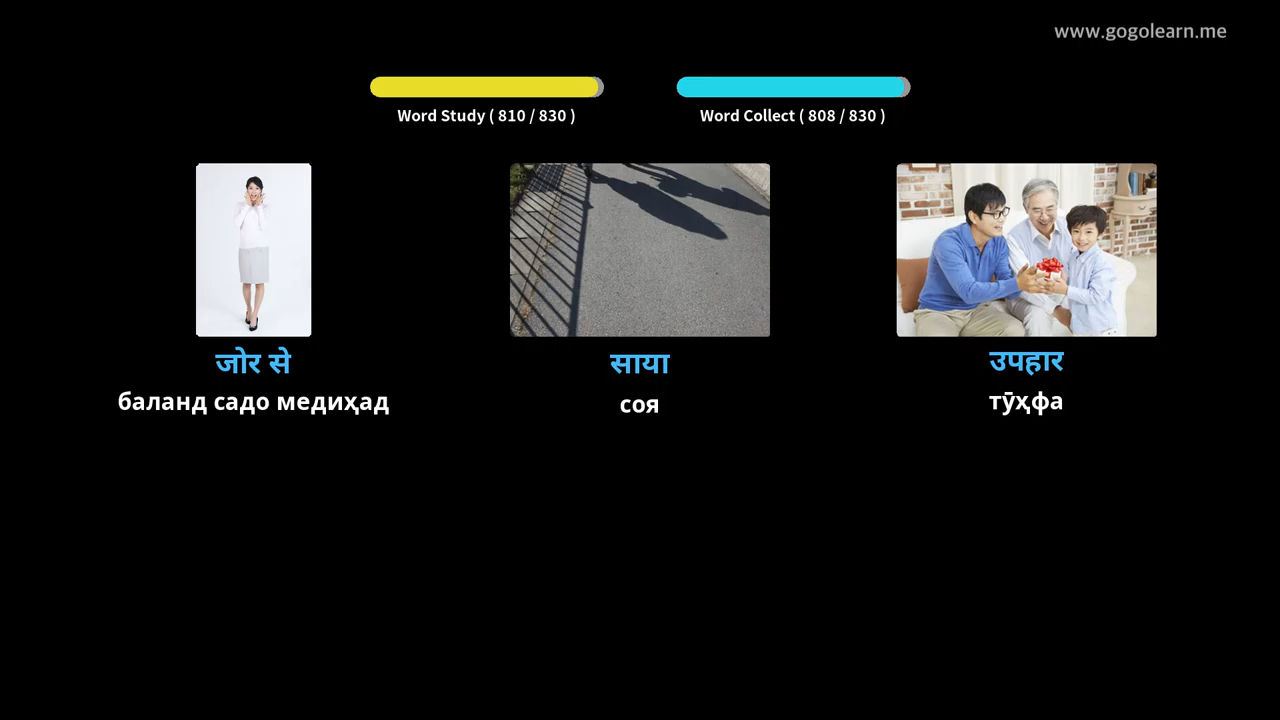 www.gogolearn.me
Word Study ( 810 / 830 )
Word Collect ( 808 / 830 )
जोर से
साया
उपहार
баланд садо медиҳад
соя
тӯҳфа